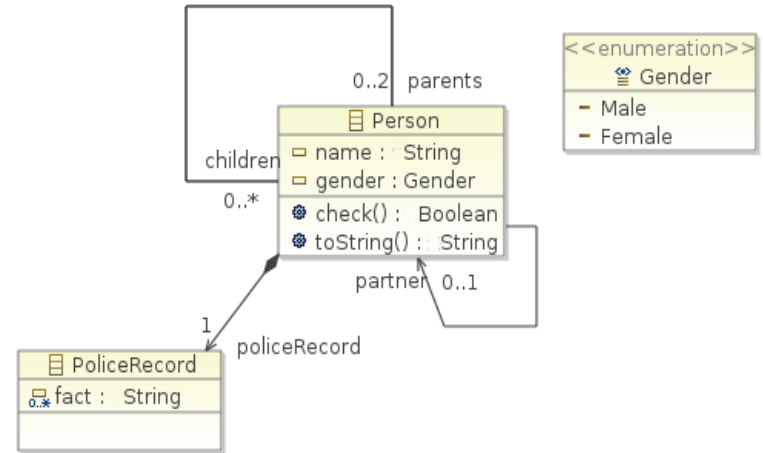 <<enumeration>>
Gender
Male
Female
0..2 parents
Person
name : String
gender : Gender
check() : Boolean
toString() : String
children
0..*
partner 0..1
1
policeRecord
PoliceRecord
0..* fact : String